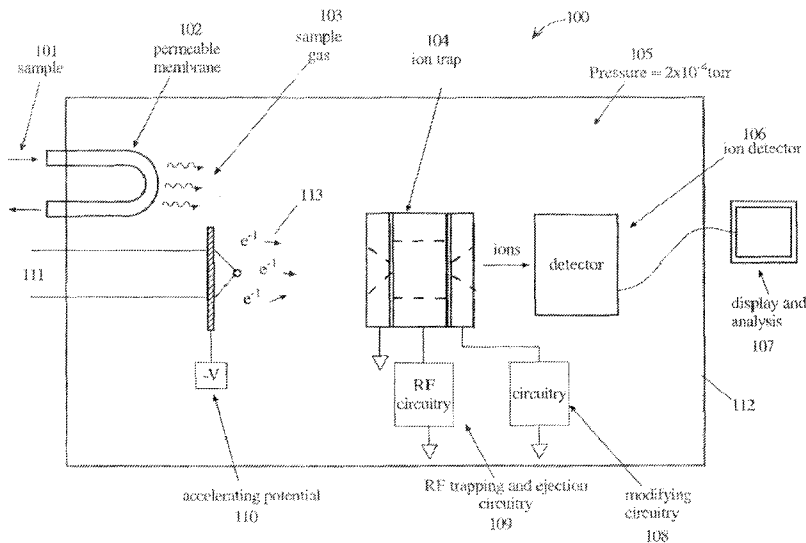 100
101
sample
102
permeable
membrane
103
sample
gas
104
ion trap
105
Pressure = 2x10⁻⁴torr
106
ion detector
113
e⁻¹
e⁻¹
e⁻¹
111
ions
detector
display and
analysis
107
-V
RF
circuitry
circuitry
112
accelerating potential
110
RF trapping and ejection
circuitry
109
modifying
circuitry
108